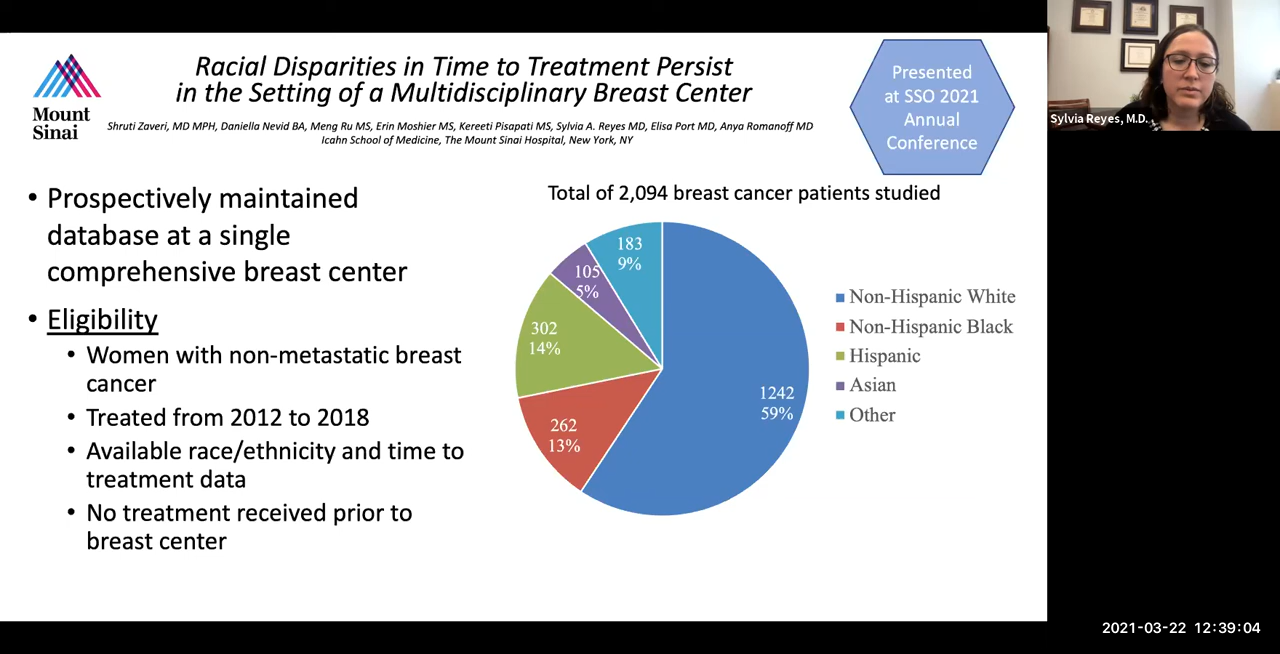 Mount
Sinai
Racial Disparities in Time to Treatment Persist
in the Setting of a Multidisciplinary Breast Center
Shruti Zaveri, MD MPH, Daniella Nevid BA, Meng Ru MS, Erin Moshier MS, Kereeti Pisapati MS, Sylvia A. Reyes MD, Elisa Port MD, Anya Romanoff MD
Icahn School of Medicine, The Mount Sinai Hospital, New York, NY
Presented
at SSO 2021
Annual
Conference
Sylvia Reyes, M.D.
• Prospectively maintained
database at a single
comprehensive breast center
• Eligibility
• Women with non-metastatic breast
cancer
• Treated from 2012 to 2018
• Available race/ethnicity and time to
treatment data
• No treatment received prior to
breast center
Total of 2,094 breast cancer patients studied
183
9%
105
5%
302
14%
262
13%
1242
59%
Non-Hispanic White
Non-Hispanic Black
Hispanic
Asian
Other
2021-03-22 12:39:04